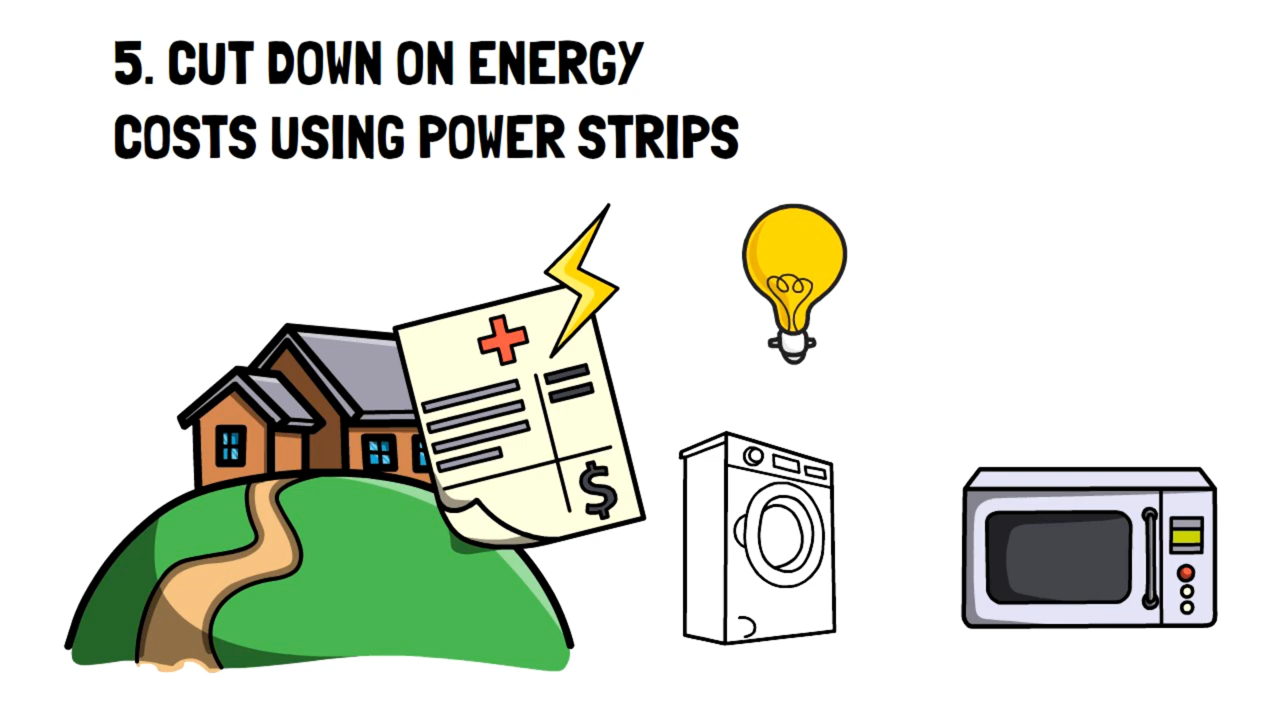 5. CUT DOWN ON ENERGY
COSTS USING POWER STRIPS
$